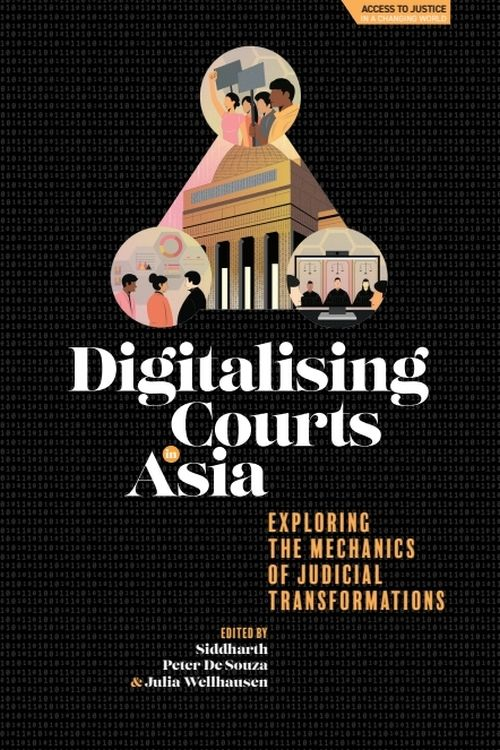 ACCESS TO JUSTICE
IN A CHANGING WORLD
Digitalising
Courts
in
Asia
EXPLORING
THE MECHANICS
OF JUDICIAL
TRANSFORMATIONS
EDITED BY
Siddharth
Peter De Souza
& Julia Wellhausen